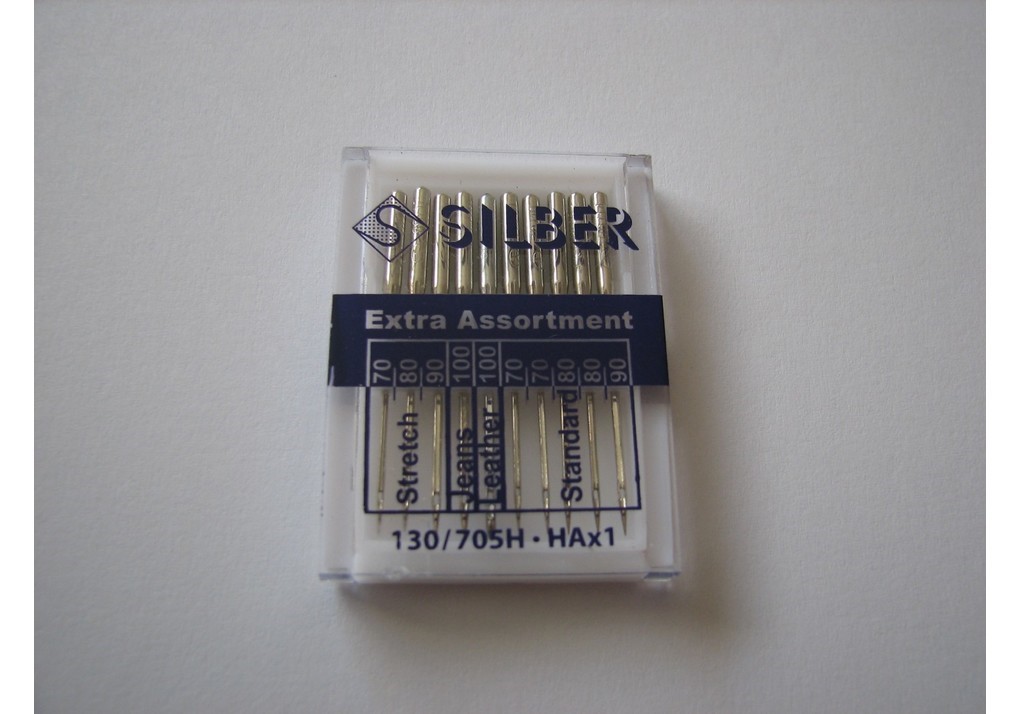 S SILBER
Extra Assortment
70 80 90 100 100 70 70 80 80 90
Stretch Jeans Leather Standard
130/705H • HAx1